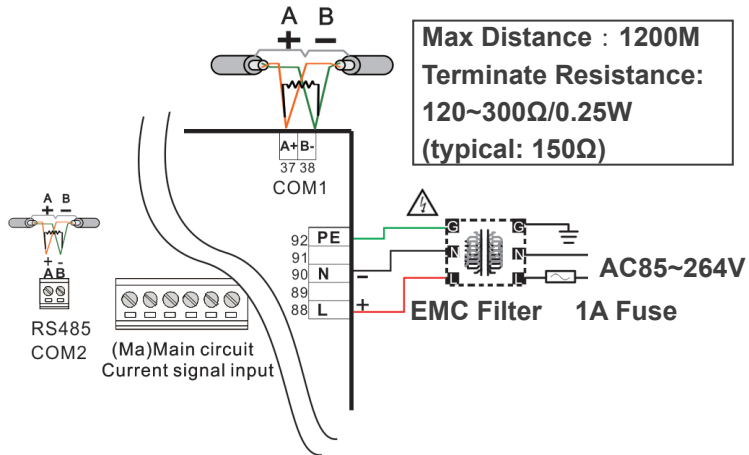 A B
+ −
Max Distance：1200M
Terminate Resistance:
120~300Ω/0.25W
(typical: 150Ω)
A+ B-
37 38
COM1
A B
+ −
+ −
A B
RS485
COM2
(Ma)Main circuit
Current signal input
92 PE
91
90 N −
89
88 L +
G G
N N
L L
AC85~264V
EMC Filter 1A Fuse